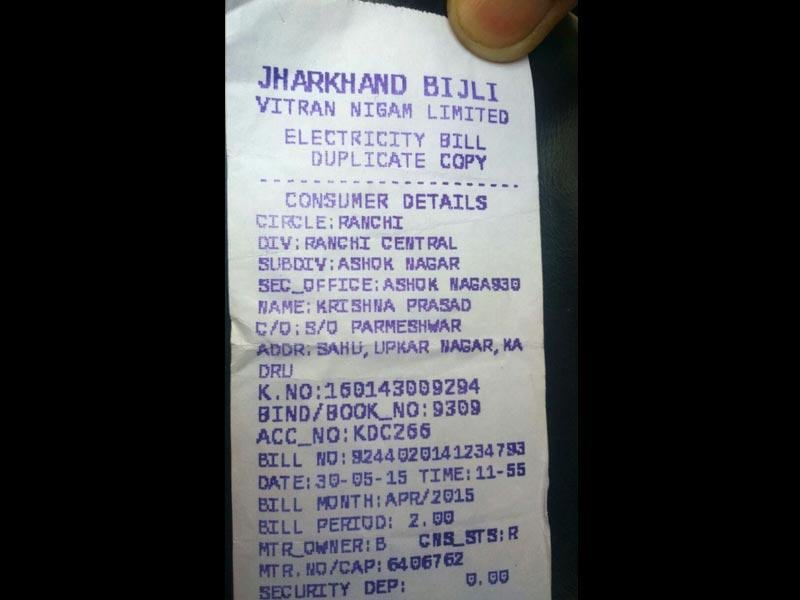 JHARKHAND BIJLI
VITRAN NIGAM LIMITED
ELECTRICITY BILL
DUPLICATE COPY
--------------------
CONSUMER DETAILS
CIRCLE:RANCHI
DIV:RANCHI CENTRAL
SUBDIV:ASHOK NAGAR
SEC_OFFICE:ASHOK NAGA930
NAME:KRISHNA PRASAD
C/O:S/O PARMESHWAR
ADDR:SAHU,UPKAR NAGAR,KA
DRU
K.NO:160143009294
BIND/BOOK_NO:9309
ACC_NO:KDC266
BILL NO:9244020141234793
DATE:30-05-15 TIME:11-55
BILL MONTH:APR/2015
BILL PERIOD: 2.00
MTR_OWNER:B CNS_STS:R
MTR.NO/CAP:6406762
SECURITY DEP: 0.00